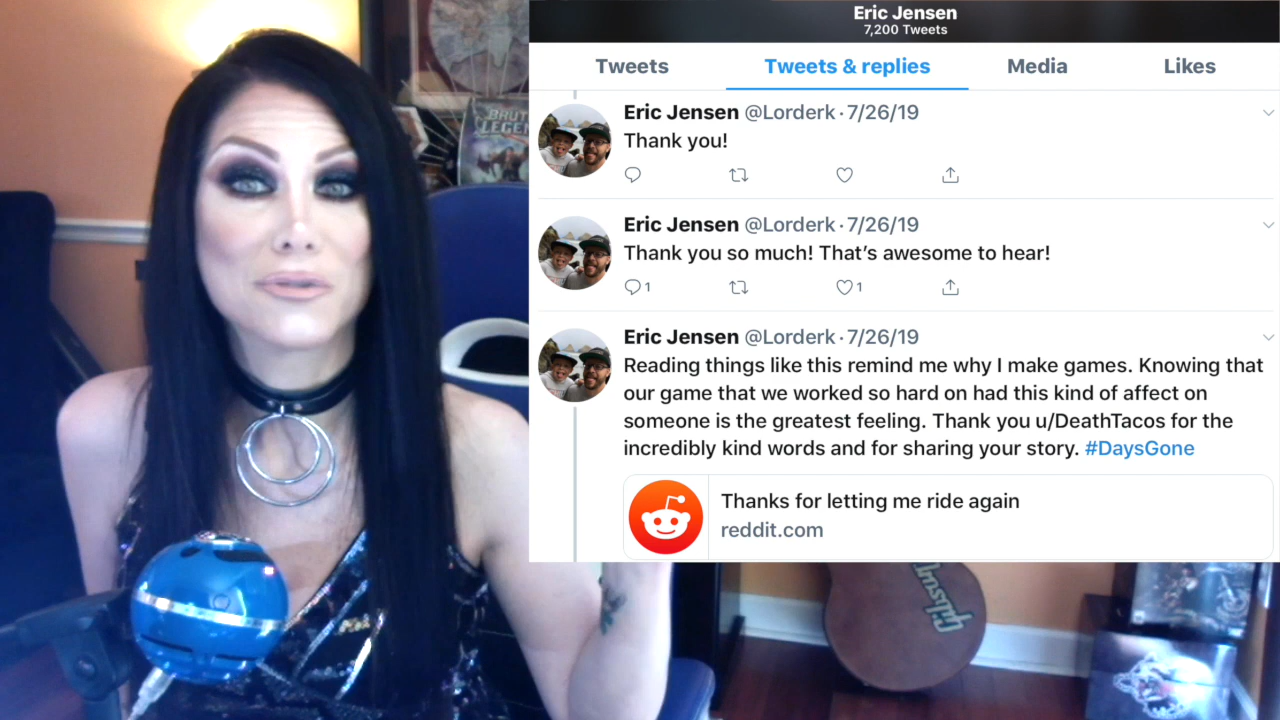 Eric Jensen
7,200 Tweets
Tweets Tweets & replies Media Likes
Eric Jensen @Lorderk · 7/26/19
Thank you!
Eric Jensen @Lorderk · 7/26/19
Thank you so much! That’s awesome to hear!
1 1
Eric Jensen @Lorderk · 7/26/19
Reading things like this remind me why I make games. Knowing that
our game that we worked so hard on had this kind of affect on
someone is the greatest feeling. Thank you u/DeathTacos for the
incredibly kind words and for sharing your story. #DaysGone
Thanks for letting me ride again
reddit.com
BRUTAL
LEGEND